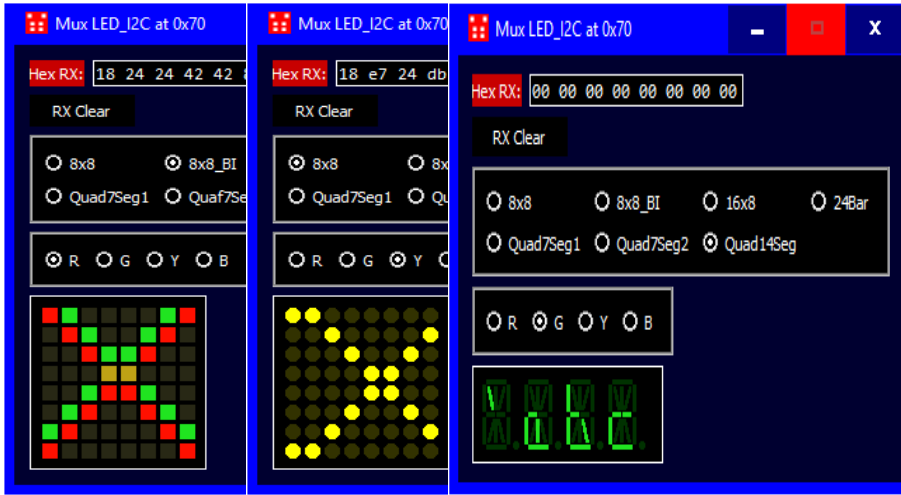 Mux LED_I2C at 0x70
Hex RX: 18 24 24 42 42
RX Clear
8x8 8x8_BI
Quad7Seg1 Quaf7Se
R G Y B
Mux LED_I2C at 0x70
Hex RX: 18 e7 24 db
RX Clear
8x8 8x
Quad7Seg1 Qu
R G Y
Mux LED_I2C at 0x70
Hex RX: 00 00 00 00 00 00 00 00
RX Clear
8x8 8x8_BI 16x8 24Bar
Quad7Seg1 Quad7Seg2 Quad14Seg
R G Y B